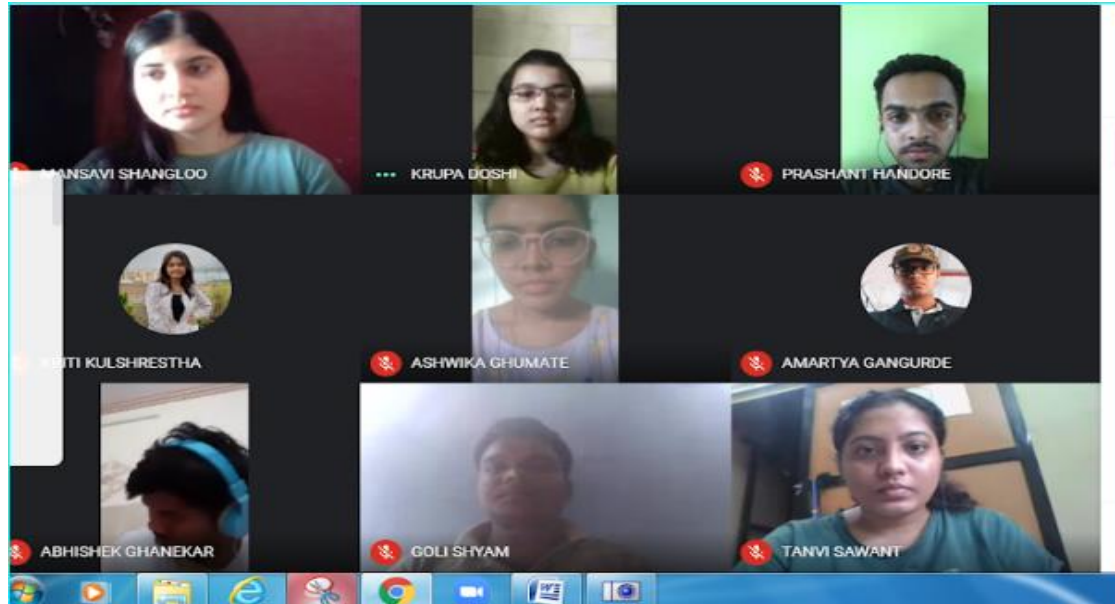 MANSAVI SHANGLOO
KRUPA DOSHI
PRASHANT HANDORE
KULSHRESTHA
ASHWIKA GHUMATE
AMARTYA GANGURDE
ABHISHEK GHANEKAR
GOLI SHYAM
TANVI SAWANT